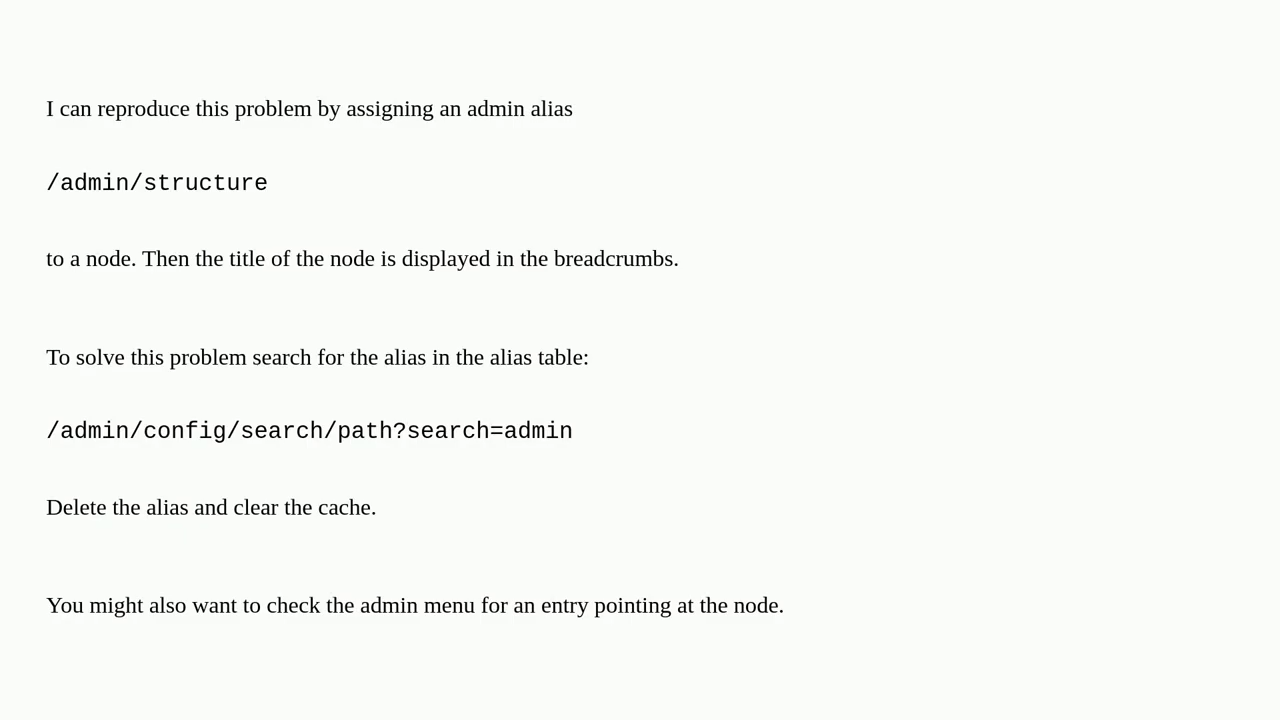 I can reproduce this problem by assigning an admin alias
/admin/structure
to a node. Then the title of the node is displayed in the breadcrumbs.
To solve this problem search for the alias in the alias table:
/admin/config/search/path?search=admin
Delete the alias and clear the cache.
You might also want to check the admin menu for an entry pointing at the node.